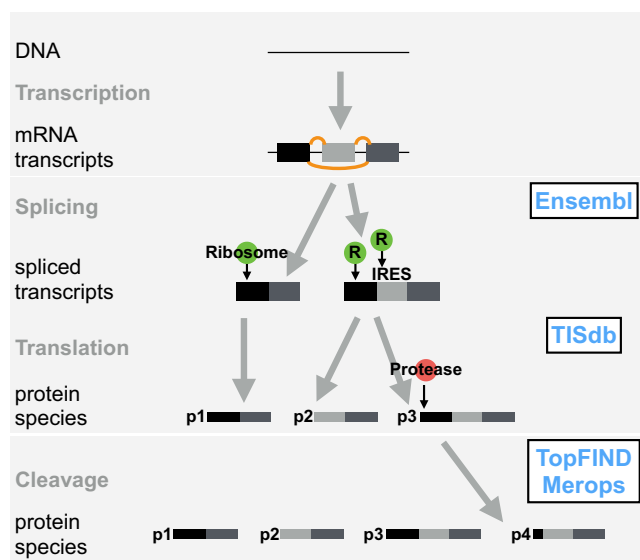 DNA
Transcription
mRNA
transcripts
Splicing
Ensembl
Ribosome
R
R
IRES
spliced
transcripts
Translation
TISdb
Protease
protein
species
p1
p2
p3
Cleavage
TopFIND
Merops
protein
species
p1
p2
p3
p4